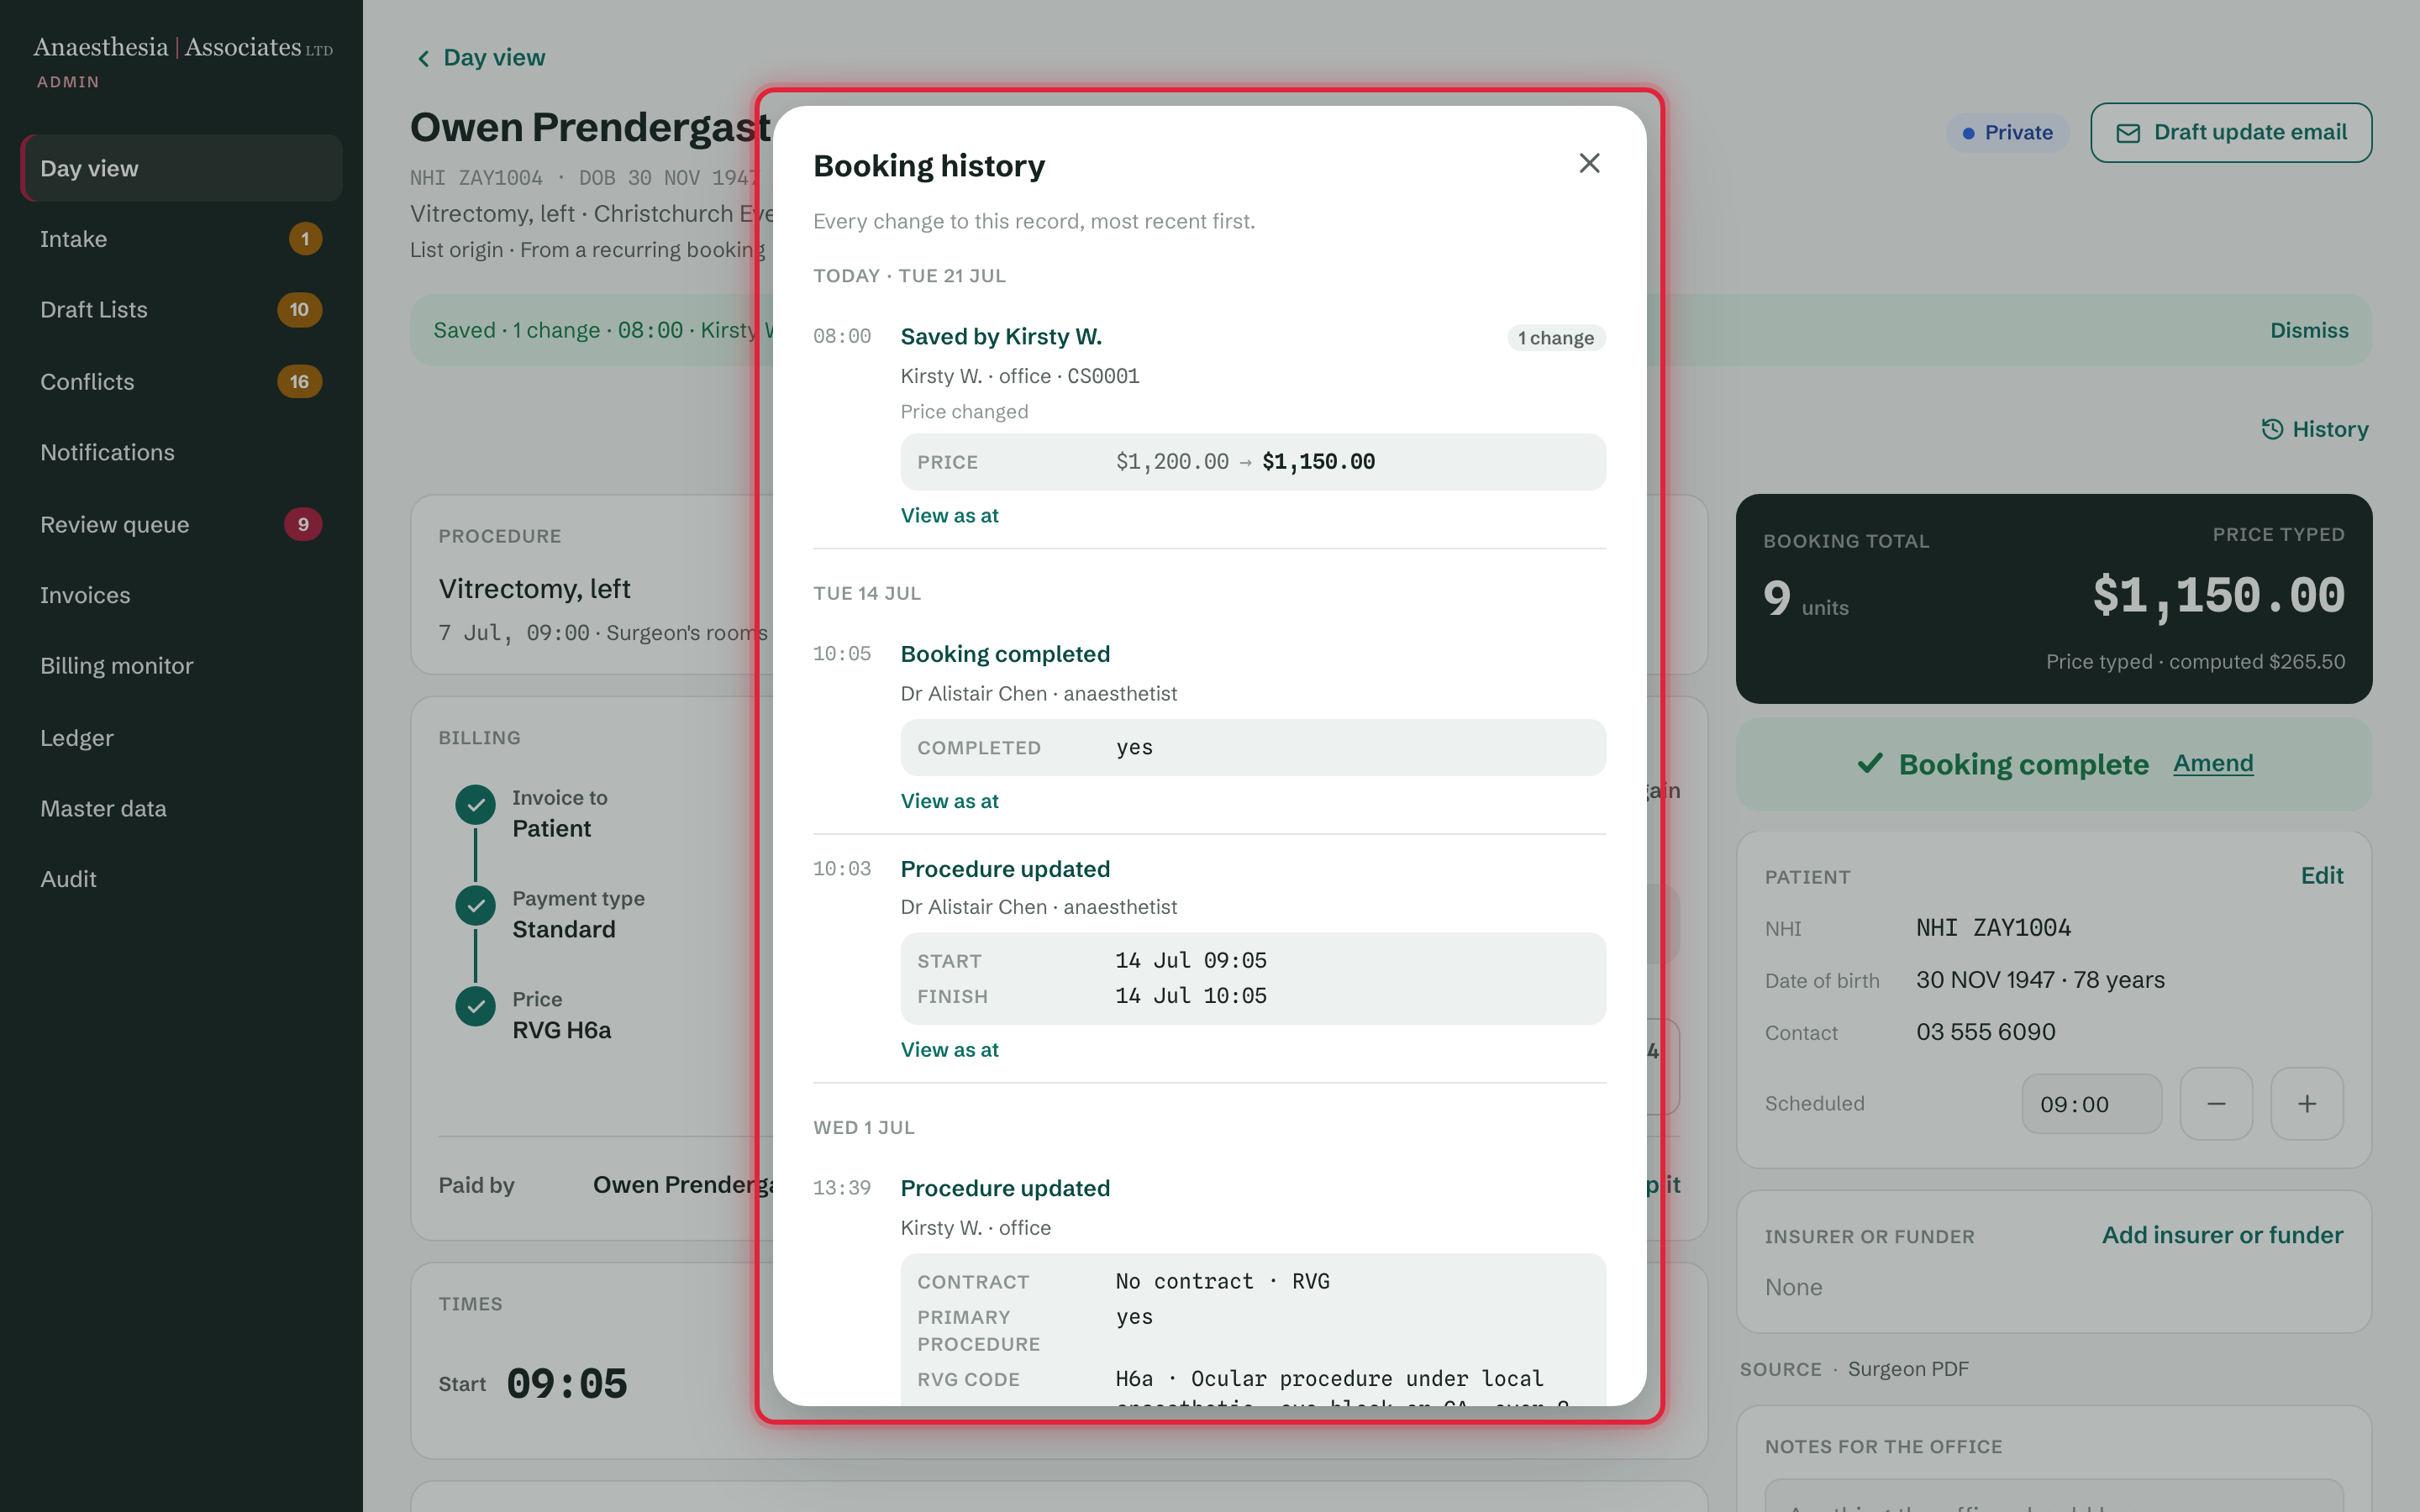 Anaesthesia | Associates LTD
ADMIN
Day view
Intake 1
Draft Lists 10
Conflicts 16
Notifications
Review queue 9
Invoices
Billing monitor
Ledger
Master data
Audit
Day view
Owen Prendergast
NHI ZAY1004 · DOB 30 NOV 1947
Vitrectomy, left · Christchurch Eye
List origin · From a recurring booking
Private
Draft update email
Saved · 1 change · 08:00 · Kirsty W
Dismiss
History
PROCEDURE
Vitrectomy, left
7 Jul, 09:00 · Surgeon's rooms
BILLING
Invoice to
Patient
Payment type
Standard
Price
RVG H6a
Paid by Owen
TIMES
Start 09:05
Booking history
Every change to this record, most recent first.
TODAY · TUE 21 JUL
08:00 Saved by Kirsty W. 1 change
Kirsty W. · office · CS0001
Price changed
PRICE $1,200.00 → $1,150.00
View as at
TUE 14 JUL
10:05 Booking completed
Dr Alistair Chen · anaesthetist
COMPLETED yes
View as at
10:03 Procedure updated
Dr Alistair Chen · anaesthetist
START 14 Jul 09:05
FINISH 14 Jul 10:05
View as at
WED 1 JUL
13:39 Procedure updated
Kirsty W. · office
CONTRACT No contract · RVG
PRIMARY PROCEDURE yes
RVG CODE H6a · Ocular procedure under local
BOOKING TOTAL
9 units
PRICE TYPED
$1,150.00
Price typed · computed $265.50
Booking complete Amend
PATIENT Edit
NHI NHI ZAY1004
Date of birth 30 NOV 1947 · 78 years
Contact 03 555 6090
Scheduled 09:00 − +
INSURER OR FUNDER Add insurer or funder
None
SOURCE · Surgeon PDF
NOTES FOR THE OFFICE